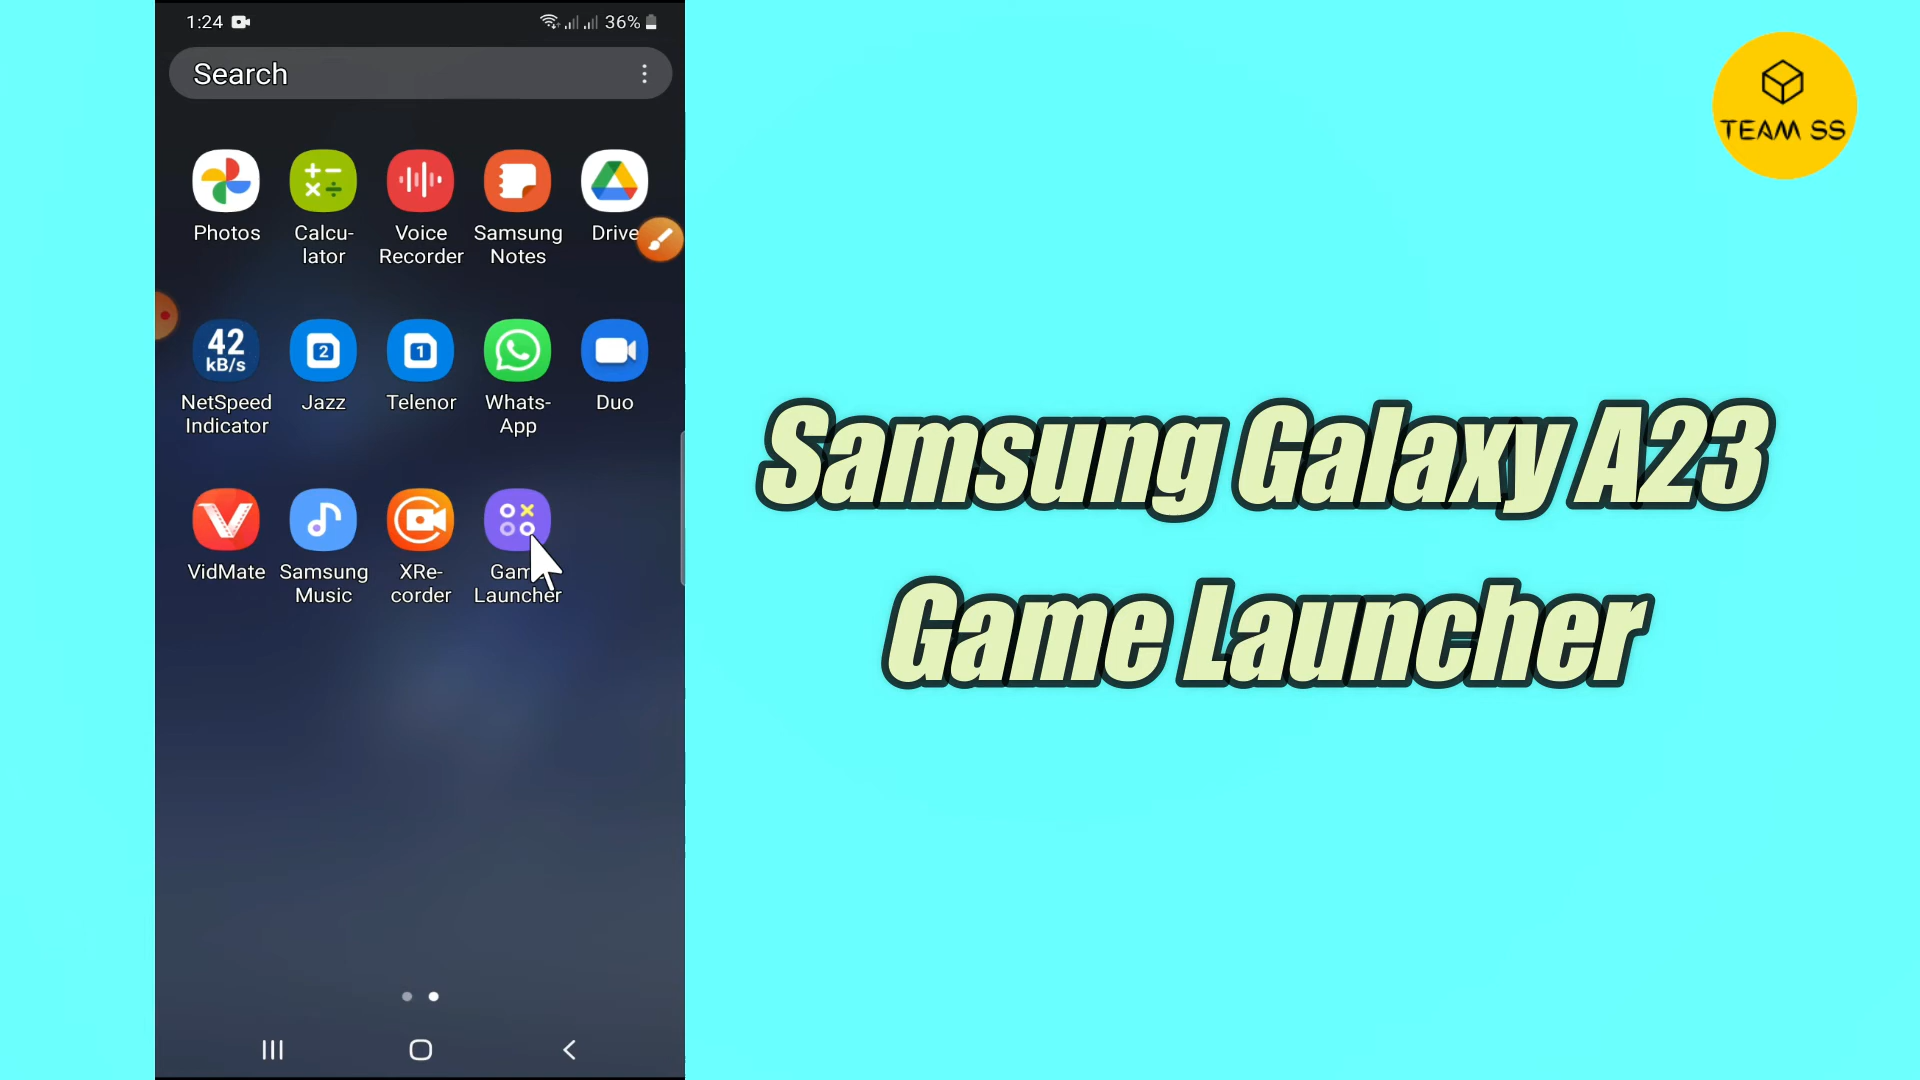 1:24
36%
Search
Photos
Calcu-
lator
Voice
Recorder
Samsung
Notes
Drive
42
kB/s
NetSpeed
Indicator
2
Jazz
1
Telenor
Whats-
App
Duo
VidMate
Samsung
Music
XRe-
corder
Game
Launcher
TEAM SS
Samsung Galaxy A23
Game Launcher